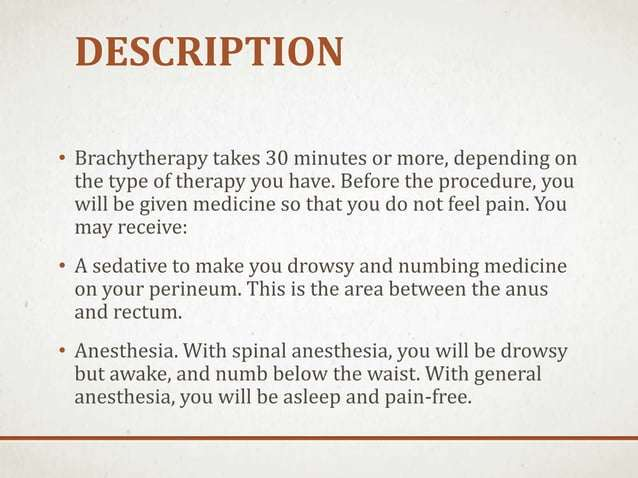 DESCRIPTION
• Brachytherapy takes 30 minutes or more, depending on
the type of therapy you have. Before the procedure, you
will be given medicine so that you do not feel pain. You
may receive:
• A sedative to make you drowsy and numbing medicine
on your perineum. This is the area between the anus
and rectum.
• Anesthesia. With spinal anesthesia, you will be drowsy
but awake, and numb below the waist. With general
anesthesia, you will be asleep and pain-free.